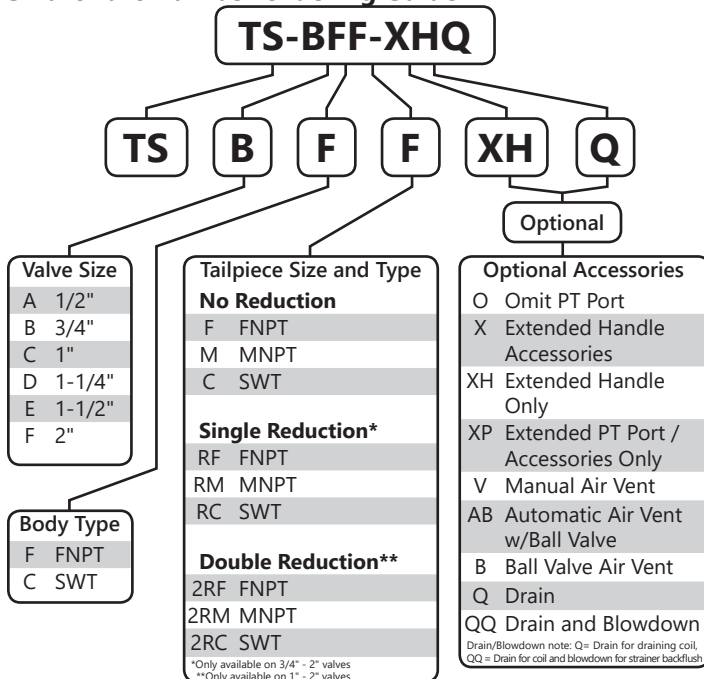 TS-BFF-XHQ
TS B F F XH Q
Optional
Valve Size
A 1/2"
B 3/4"
C 1"
D 1-1/4"
E 1-1/2"
F 2"
Body Type
F FNPT
C SWT
Tailpiece Size and Type
No Reduction
F FNPT
M MNPT
C SWT
Single Reduction*
RF FNPT
RM MNPT
RC SWT
Double Reduction**
2RF FNPT
2RM MNPT
2RC SWT
*Only available on 3/4" - 2" valves
**Only available on 1" - 2" valves
Optional Accessories
O Omit PT Port
X Extended Handle
Accessories
XH Extended Handle
Only
XP Extended PT Port /
Accessories Only
V Manual Air Vent
AB Automatic Air Vent
w/Ball Valve
B Ball Valve Air Vent
Q Drain
QQ Drain and Blowdown
Drain/Blowdown note: Q= Drain for draining coil,
QQ = Drain for coil and blowdown for strainer backflush